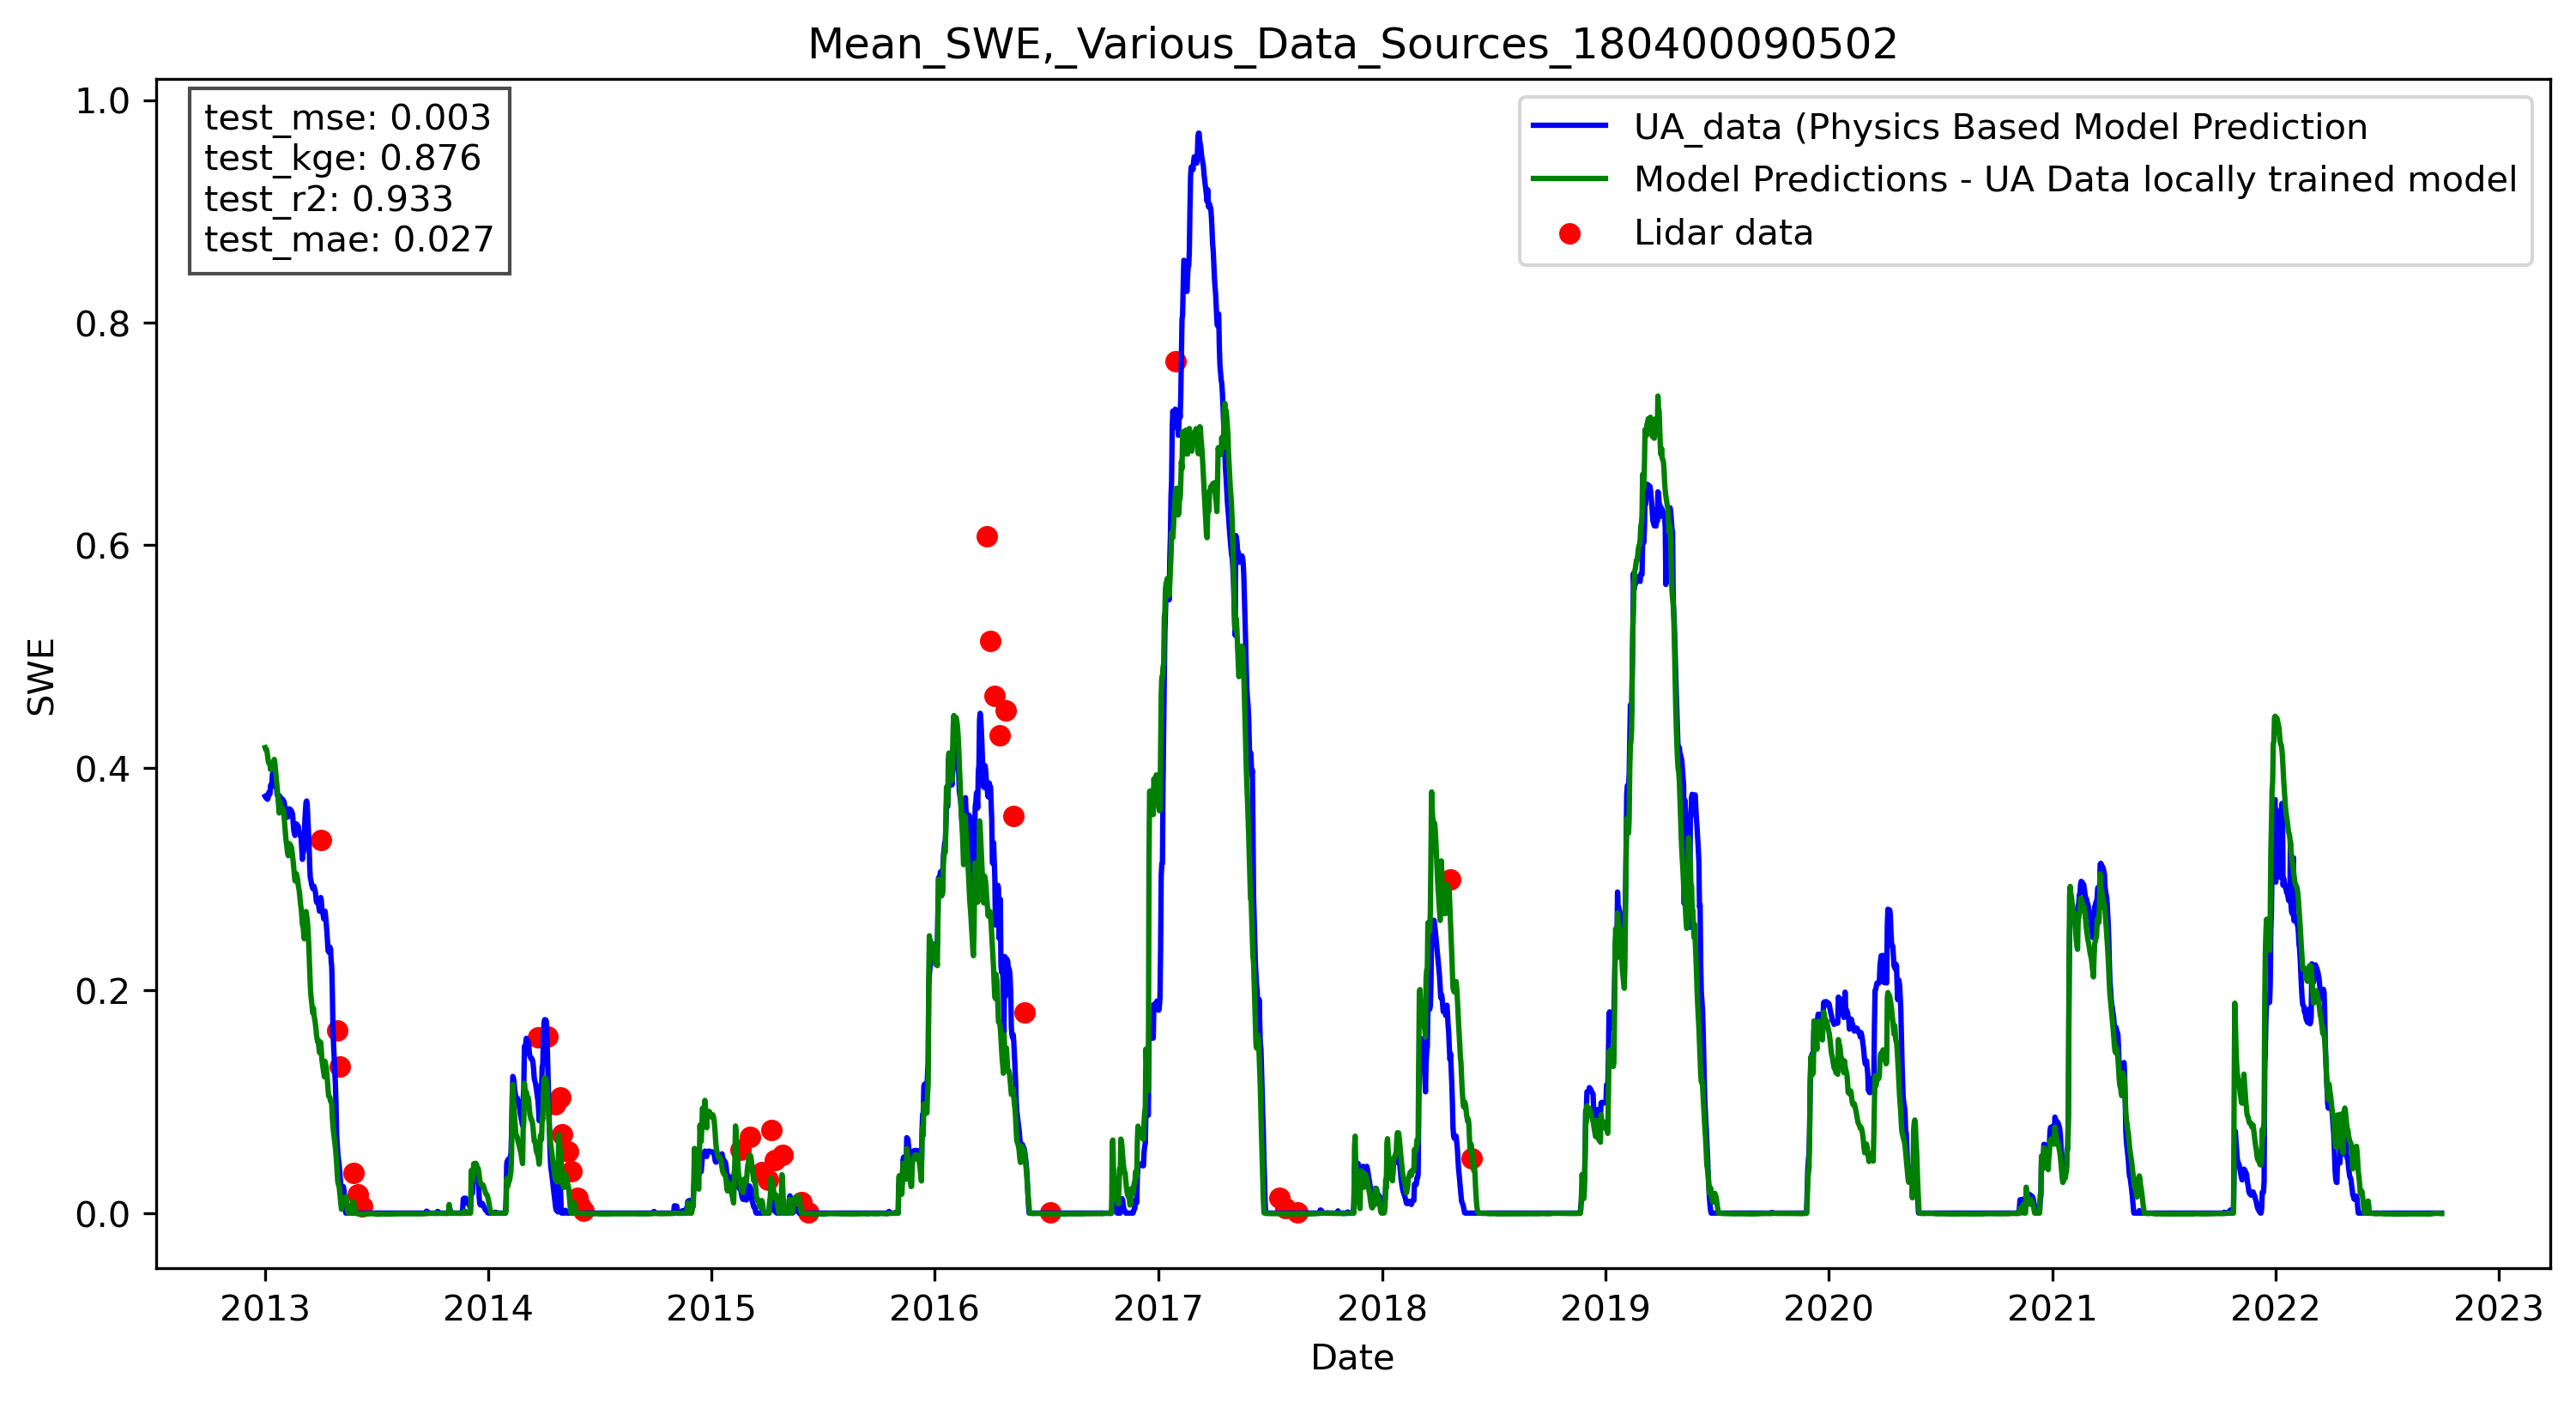 Mean_SWE,_Various_Data_Sources_180400090502
test_mse: 0.003
test_kge: 0.876
test_r2: 0.933
test_mae: 0.027
UA_data (Physics Based Model Prediction
Model Predictions - UA Data locally trained model
Lidar data
1.0
0.8
0.6
0.4
0.2
0.0
SWE
2013 2014 2015 2016 2017 2018 2019 2020 2021 2022 2023
Date